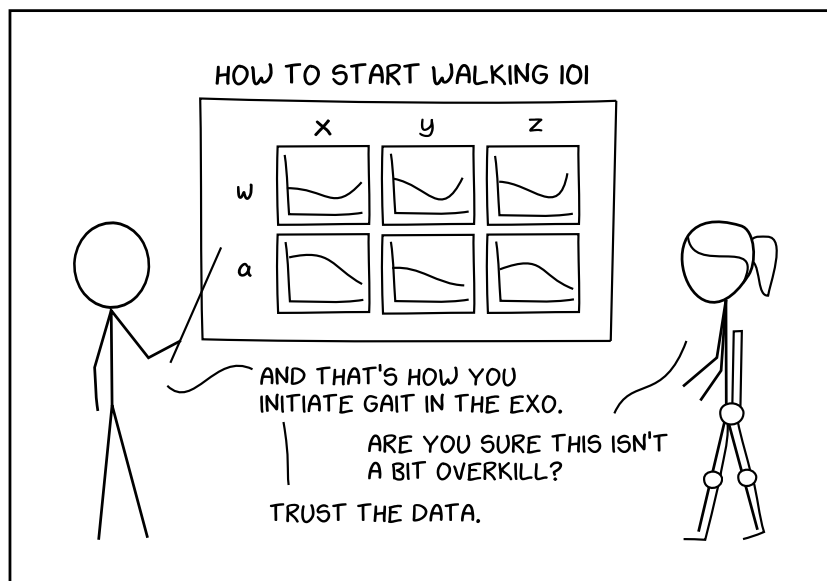 HOW TO START WALKING 101
x y z
w
a
AND THAT'S HOW YOU
INITIATE GAIT IN THE EXO.
ARE YOU SURE THIS ISN'T
A BIT OVERKILL?
TRUST THE DATA.